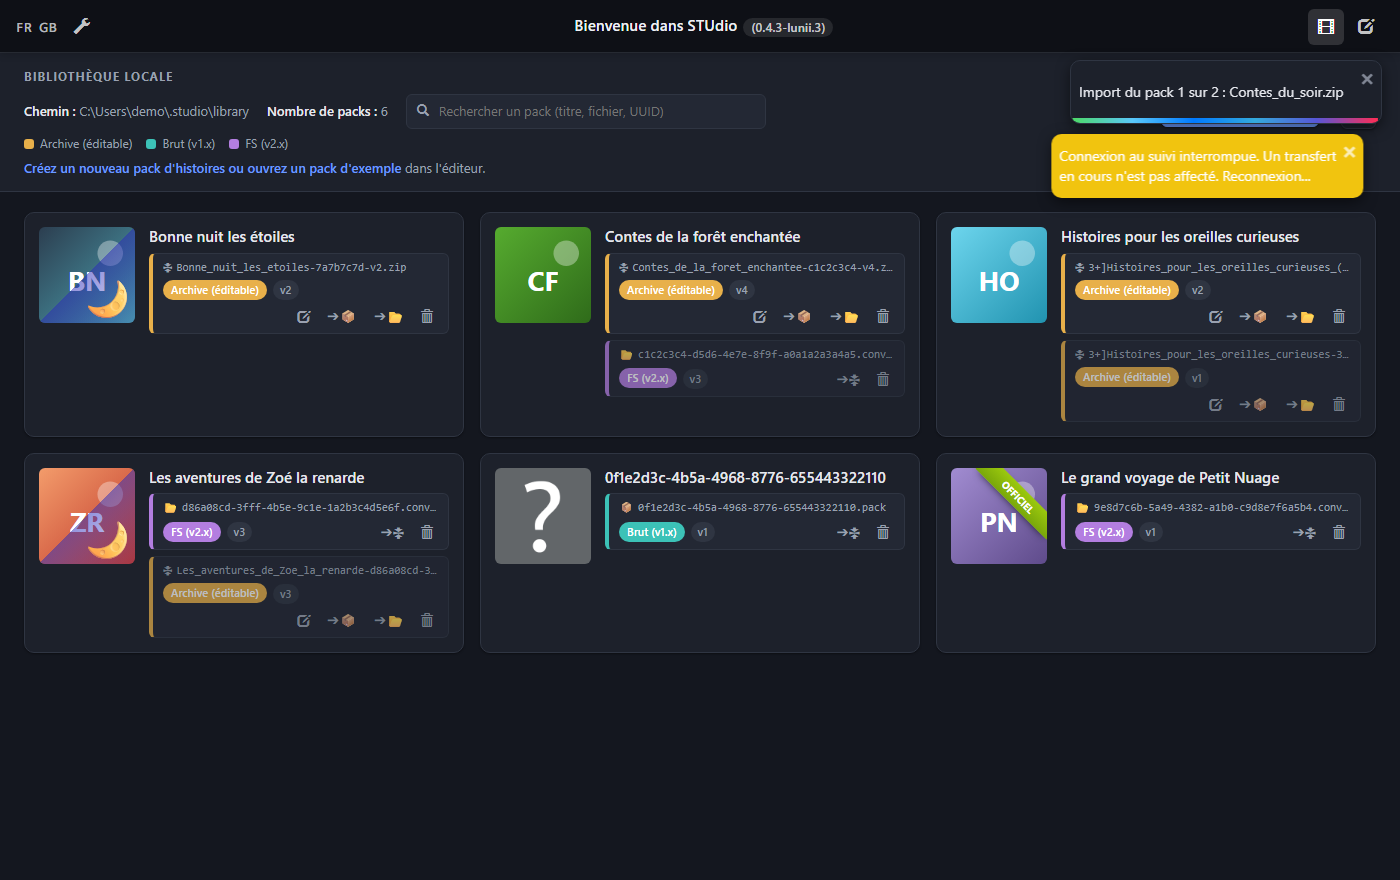 FR GB
Bienvenue dans STUdio (0.4.3-lunii.3)
BIBLIOTHÈQUE LOCALE
Chemin : C:\Users\demo\.studio\library Nombre de packs : 6 Rechercher un pack (titre, fichier, UUID)
Archive (éditable) Brut (v1.x) FS (v2.x)
Créez un nouveau pack d'histoires ou ouvrez un pack d'exemple dans l'éditeur.
Import du pack 1 sur 2 : Contes_du_soir.zip
Connexion au suivi interrompue. Un transfert
en cours n'est pas affecté. Reconnexion...
BN
Bonne nuit les étoiles
Bonne_nuit_les_etoiles-7a7b7c7d-v2.zip
Archive (éditable) v2
CF
Contes de la forêt enchantée
Contes_de_la_foret_enchantee-c1c2c3c4-v4.z…
Archive (éditable) v4
c1c2c3c4-d5d6-4e7e-8f9f-a0a1a2a3a4a5.conv…
FS (v2.x) v3
HO
Histoires pour les oreilles curieuses
3+]Histoires_pour_les_oreilles_curieuses_(…
Archive (éditable) v2
3+]Histoires_pour_les_oreilles_curieuses-3…
Archive (éditable) v1
ZR
Les aventures de Zoé la renarde
d86a08cd-3fff-4b5e-9c1e-1a2b3c4d5e6f.conv…
FS (v2.x) v3
Les_aventures_de_Zoe_la_renarde-d86a08cd-3…
Archive (éditable) v3
?
0f1e2d3c-4b5a-4968-8776-655443322110
0f1e2d3c-4b5a-4968-8776-655443322110.pack
Brut (v1.x) v1
PN
OFFICIEL
Le grand voyage de Petit Nuage
9e8d7c6b-5a49-4382-a1b0-c9d8e7f6a5b4.conv…
FS (v2.x) v1